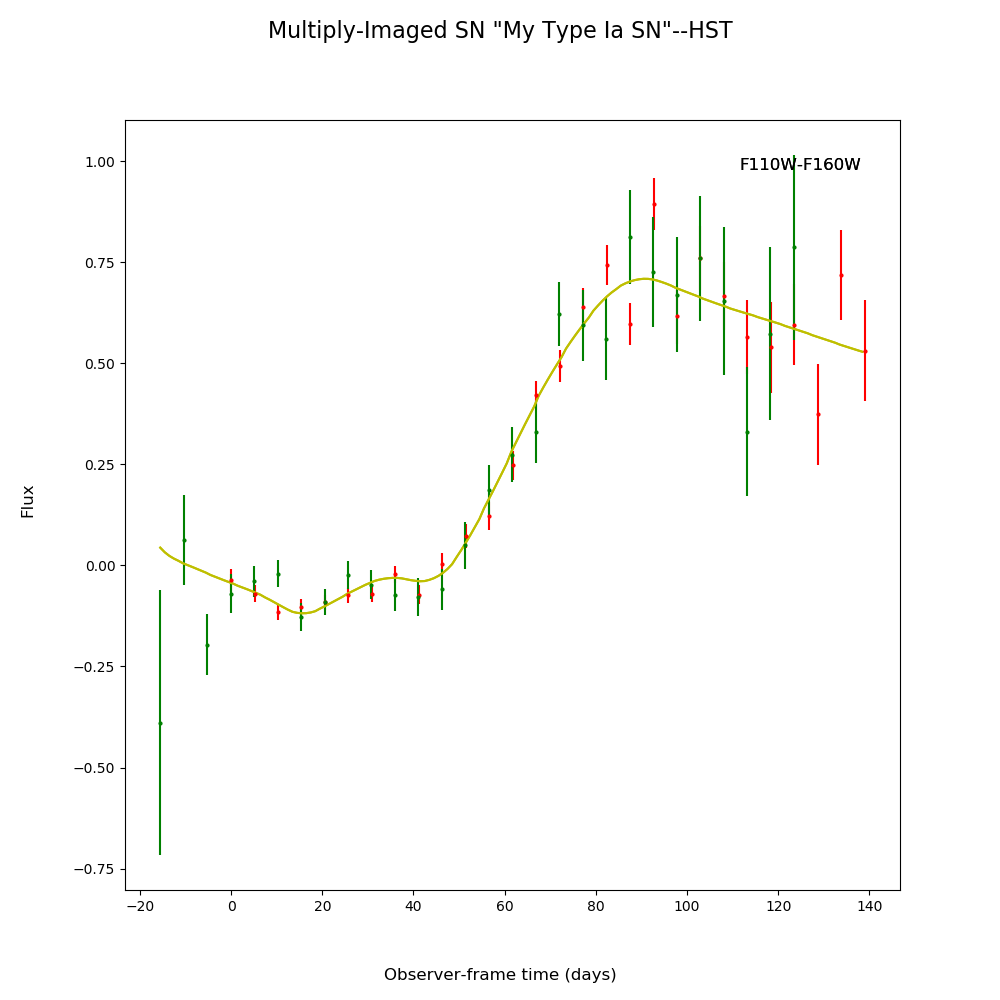 Multiply-Imaged SN "My Type Ia SN"--HST
F110W-F160W
1.00
0.75
0.50
0.25
0.00
−0.25
−0.50
−0.75
Flux
−20 0 20 40 60 80 100 120 140
Observer-frame time (days)